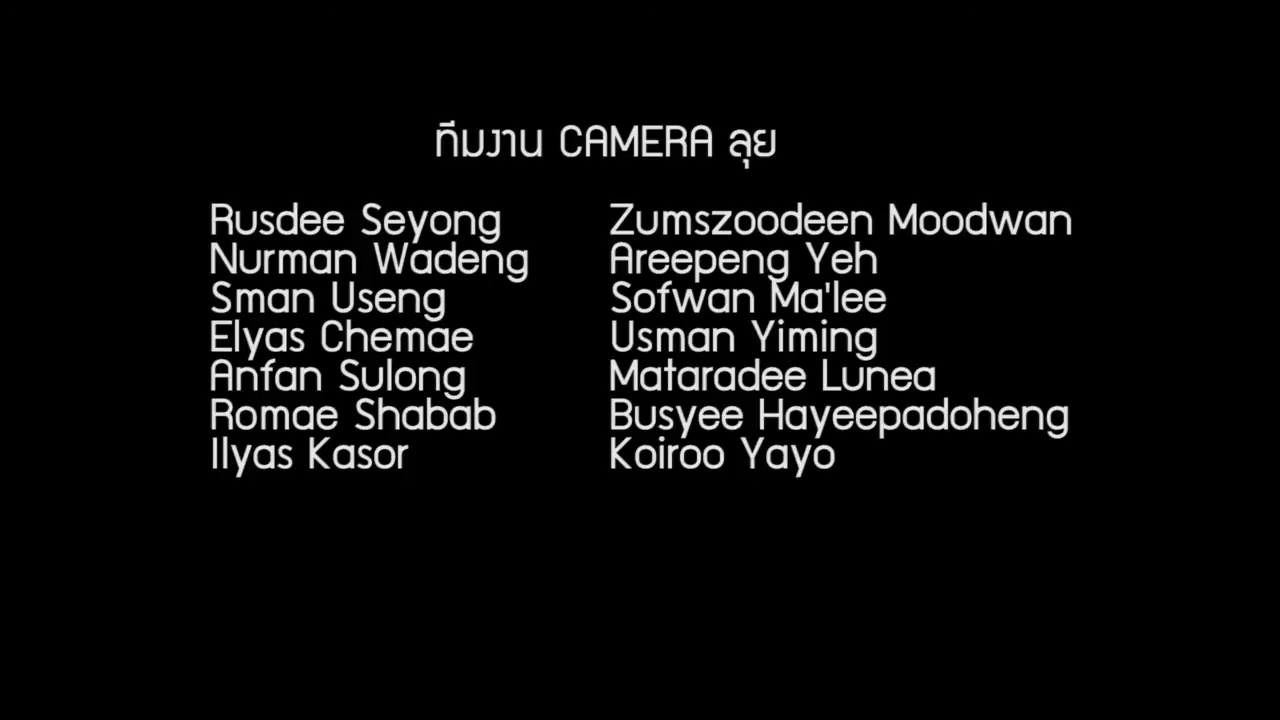 ทีมงาน CAMERA ลุย
Rusdee Seyong
Nurman Wadeng
Sman Useng
Elyas Chemae
Anfan Sulong
Romae Shabab
Ilyas Kasor
Zumszoodeen Moodwan
Areepeng Yeh
Sofwan Ma'lee
Usman Yiming
Mataradee Lunea
Busyee Hayeepadoheng
Koiroo Yayo